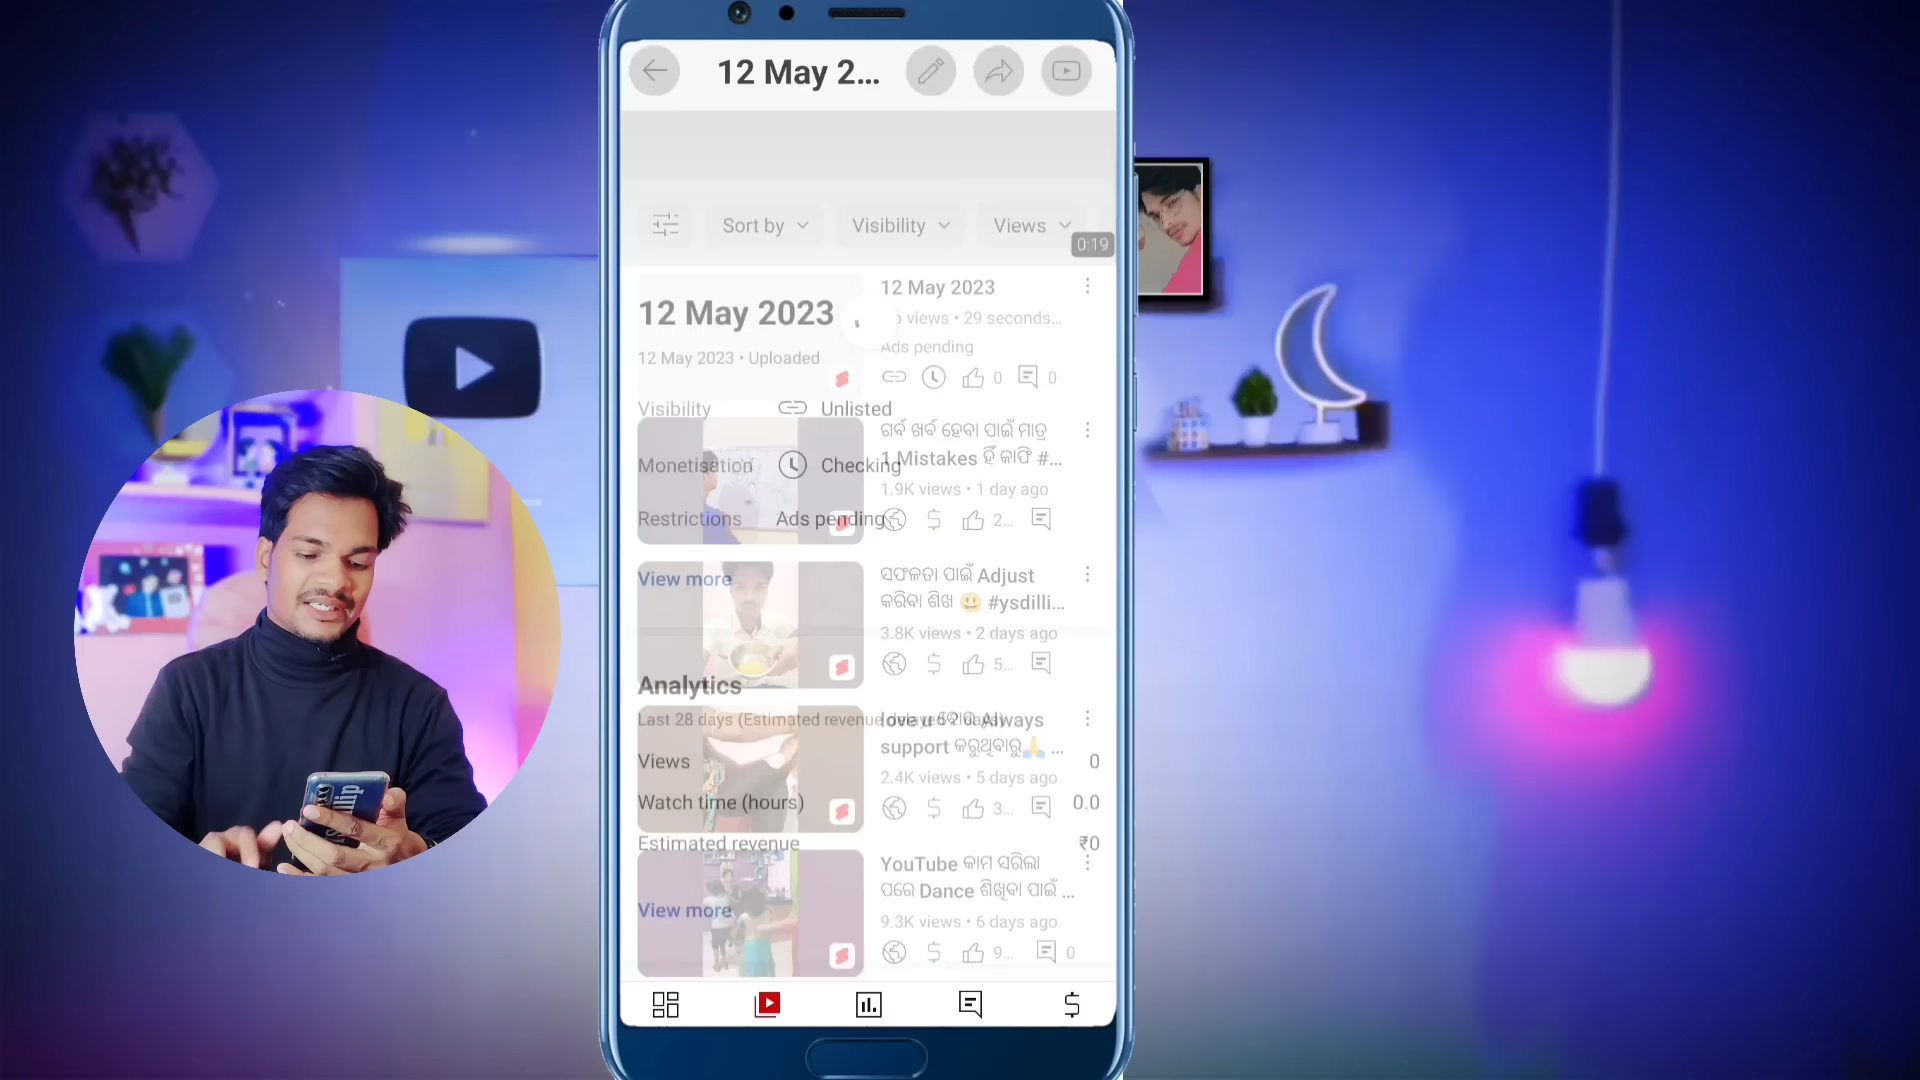 12 May 2...
Sort by
Visibility
Views
0:19
12 May 2023
12 May 2023 • Uploaded
12 May 2023
views • 29 seconds...
Ads pending
0
0
Visibility
Unlisted
ଗର୍ବ ଖର୍ବ ହେବା ପାଇଁ ମାତ୍ର
1 Mistakes ହିଁ କାଫି #...
1.9K views • 1 day ago
2...
Monetisation
Checking
Restrictions
Ads pending
View more
ସଫଳତା ପାଇଁ Adjust
କରିବା ଶିଖ 😃 #ysdilli...
3.8K views • 2 days ago
5...
Analytics
Last 28 days (Estimated revenue
love u
Always
support କରୁଥିବାରୁ🙏 ...
2.4K views • 5 days ago
3...
Views
0
Watch time (hours)
0.0
Estimated revenue
₹0
View more
YouTube କାମ ସରିଲା
ପରେ Dance ଶିଖିବା ପାଇଁ ...
9.3K views • 6 days ago
9...
0